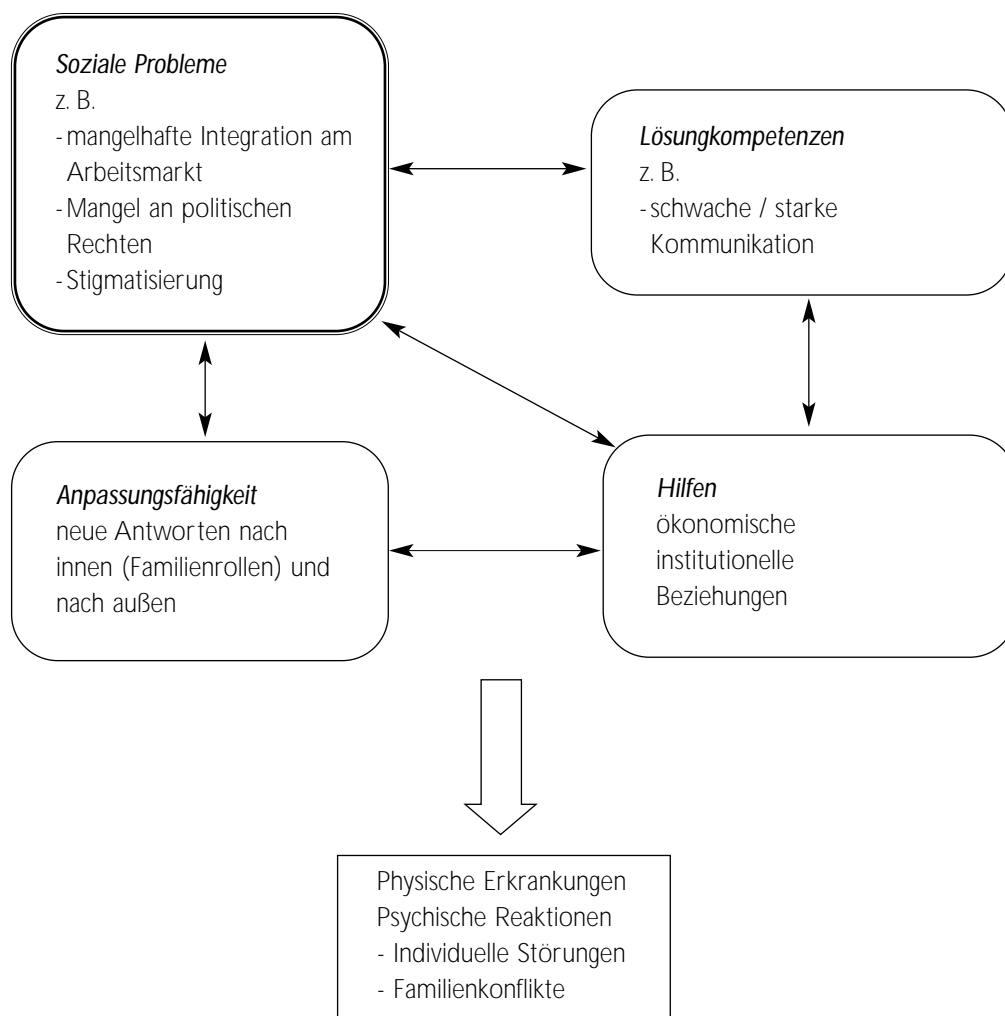 Soziale Probleme
z. B.
- mangelhafte Integration am
Arbeitsmarkt
- Mangel an politischen
Rechten
- Stigmatisierung
Lösungkompetenzen
z. B.
- schwache / starke
Kommunikation
Anpassungsfähigkeit
neue Antworten nach
innen (Familienrollen) und
nach außen
Hilfen
ökonomische
institutionelle
Beziehungen
Physische Erkrankungen
Psychische Reaktionen
- Individuelle Störungen
- Familienkonflikte